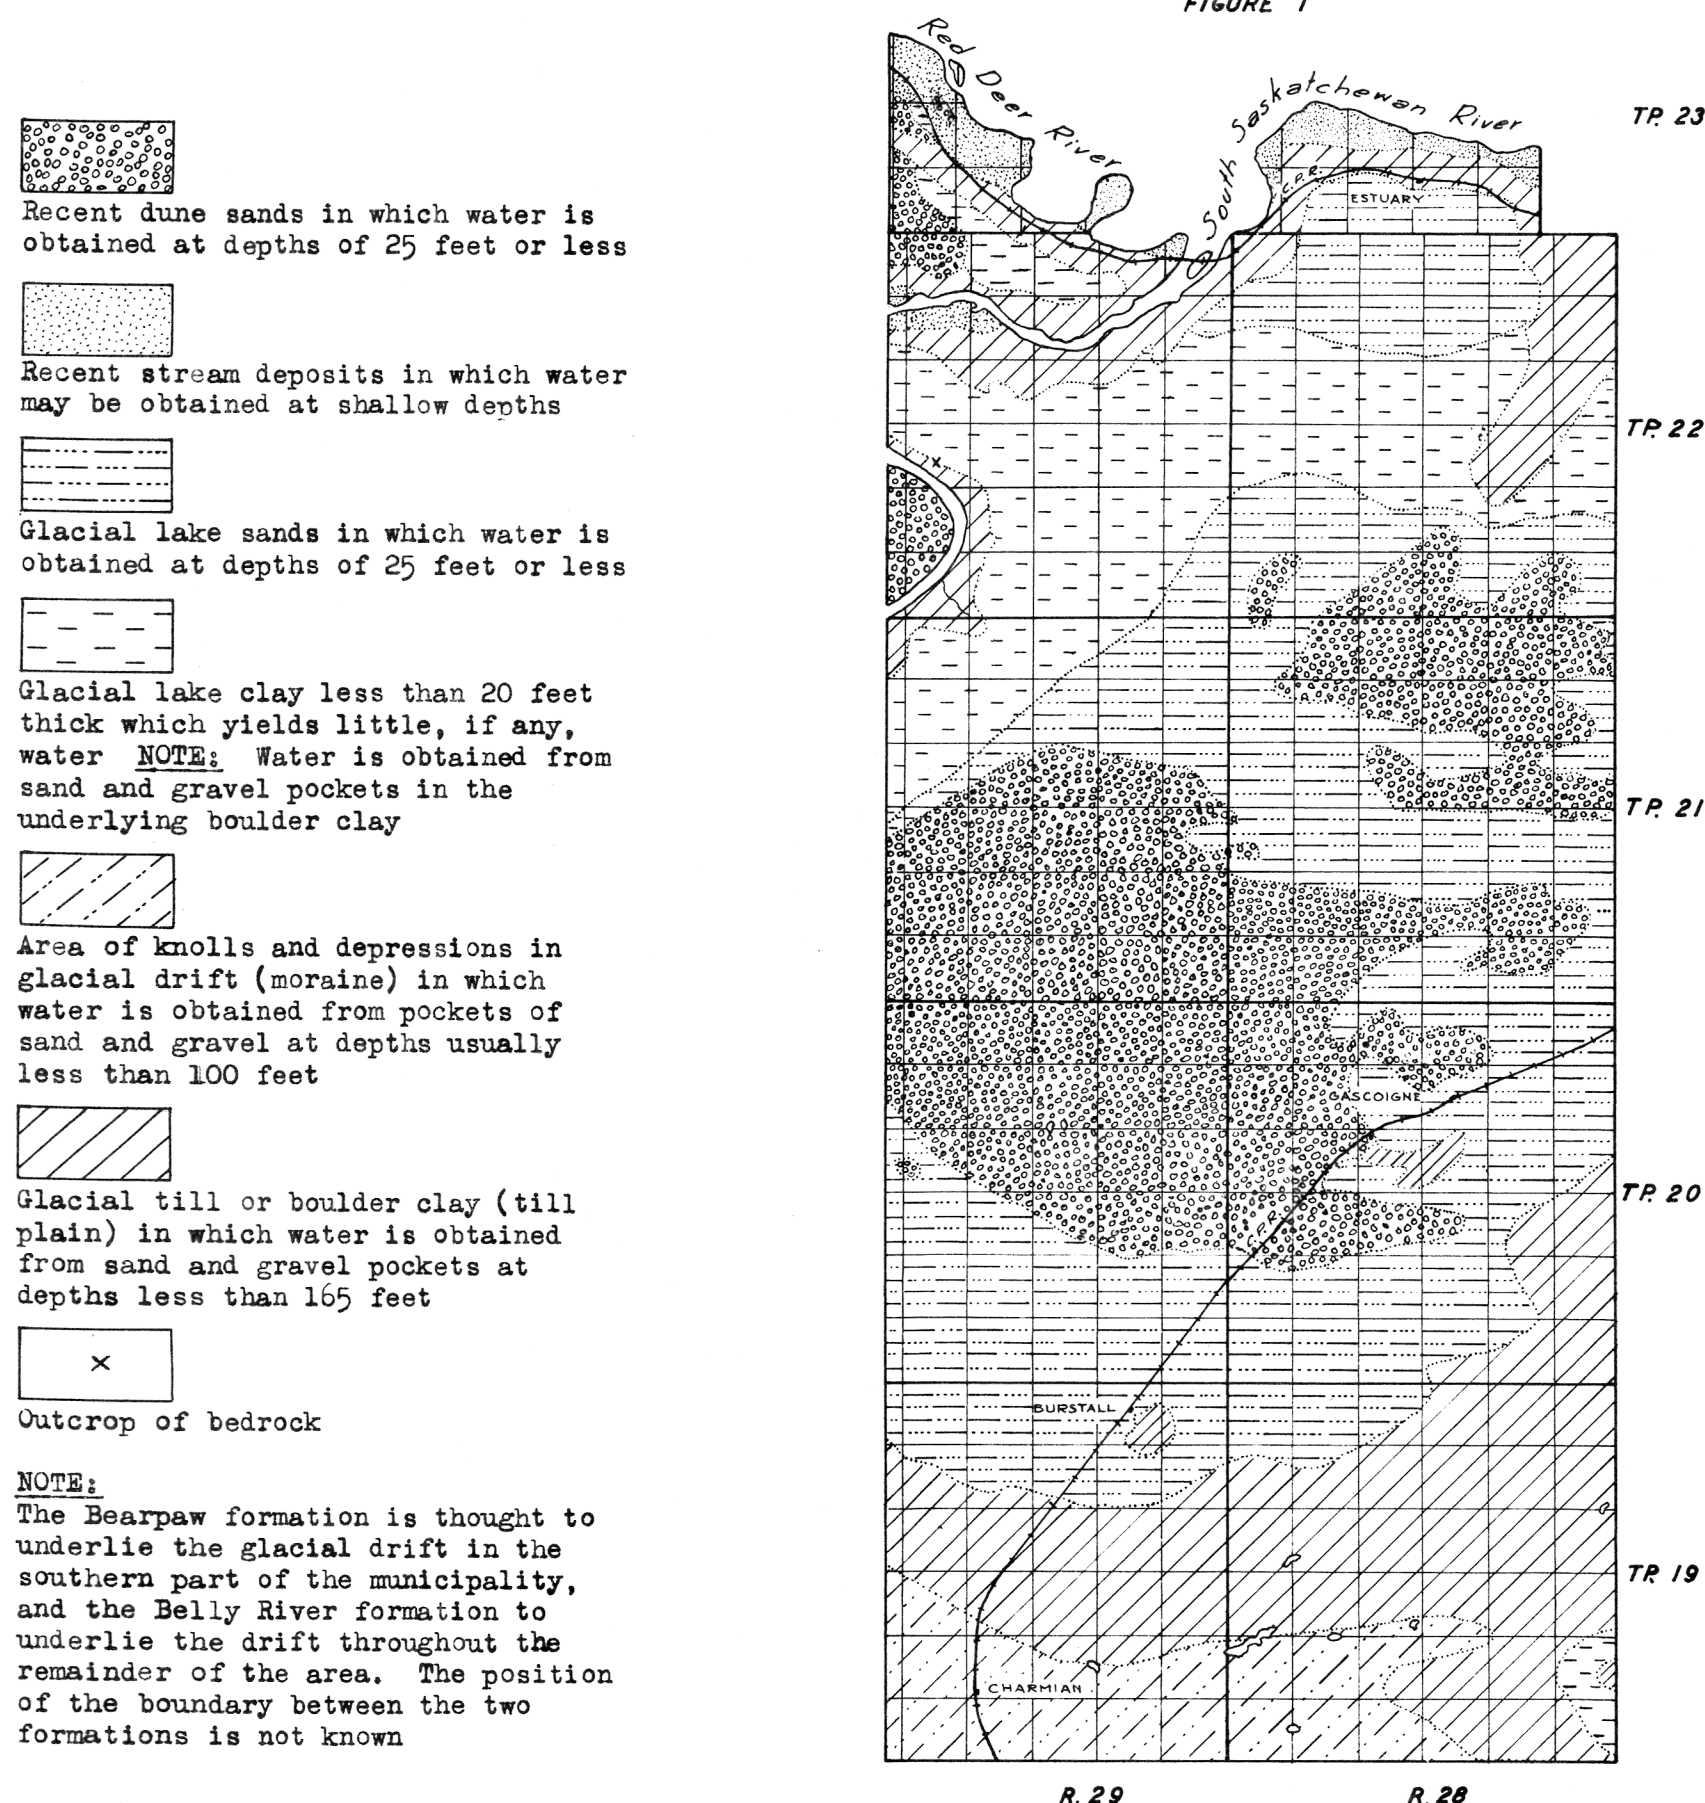 FIGURE 1
Red Deer River
South Saskatchewan River
TP. 23
C.P.R.
ESTUARY
TP. 22
TP. 21
GASCOIGNE
TP. 20
C.P.R.
BURSTALL
TP. 19
CHARMIAN
R. 29
R. 28
Recent dune sands in which water is
obtained at depths of 25 feet or less
Recent stream deposits in which water
may be obtained at shallow depths
Glacial lake sands in which water is
obtained at depths of 25 feet or less
Glacial lake clay less than 20 feet
thick which yields little, if any,
water NOTE: Water is obtained from
sand and gravel pockets in the
underlying boulder clay
Area of knolls and depressions in
glacial drift (moraine) in which
water is obtained from pockets of
sand and gravel at depths usually
less than 100 feet
Glacial till or boulder clay (till
plain) in which water is obtained
from sand and gravel pockets at
depths less than 165 feet
Outcrop of bedrock
NOTE:
The Bearpaw formation is thought to
underlie the glacial drift in the
southern part of the municipality,
and the Belly River formation to
underlie the drift throughout the
remainder of the area. The position
of the boundary between the two
formations is not known